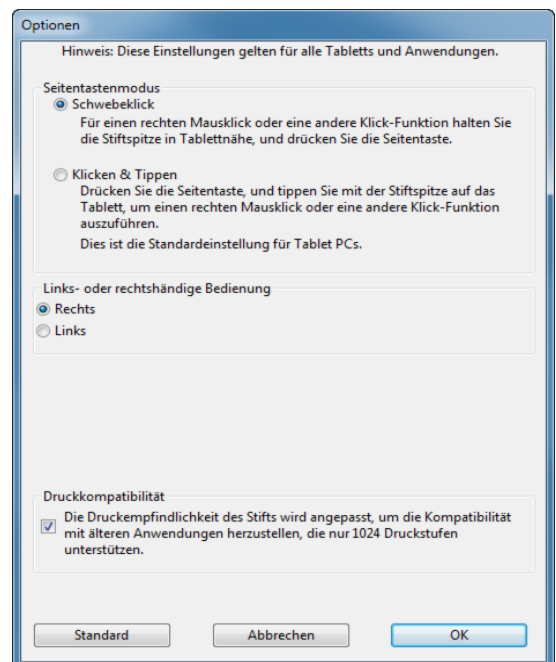 Optionen
Hinweis: Diese Einstellungen gelten für alle Tabletts und Anwendungen.
Seitentastenmodus
Schwebeklick
Für einen rechten Mausklick oder eine andere Klick-Funktion halten Sie
die Stiftspitze in Tablettnähe, und drücken Sie die Seitentaste.
Klicken & Tippen
Drücken Sie die Seitentaste, und tippen Sie mit der Stiftspitze auf das
Tablett, um einen rechten Mausklick oder eine andere Klick-Funktion
auszuführen.
Dies ist die Standardeinstellung für Tablet PCs.
Links- oder rechtshändige Bedienung
Rechts
Links
Druckkompatibilität
Die Druckempfindlichkeit des Stifts wird angepasst, um die Kompatibilität
mit älteren Anwendungen herzustellen, die nur 1024 Druckstufen
unterstützen.
Standard Abbrechen OK